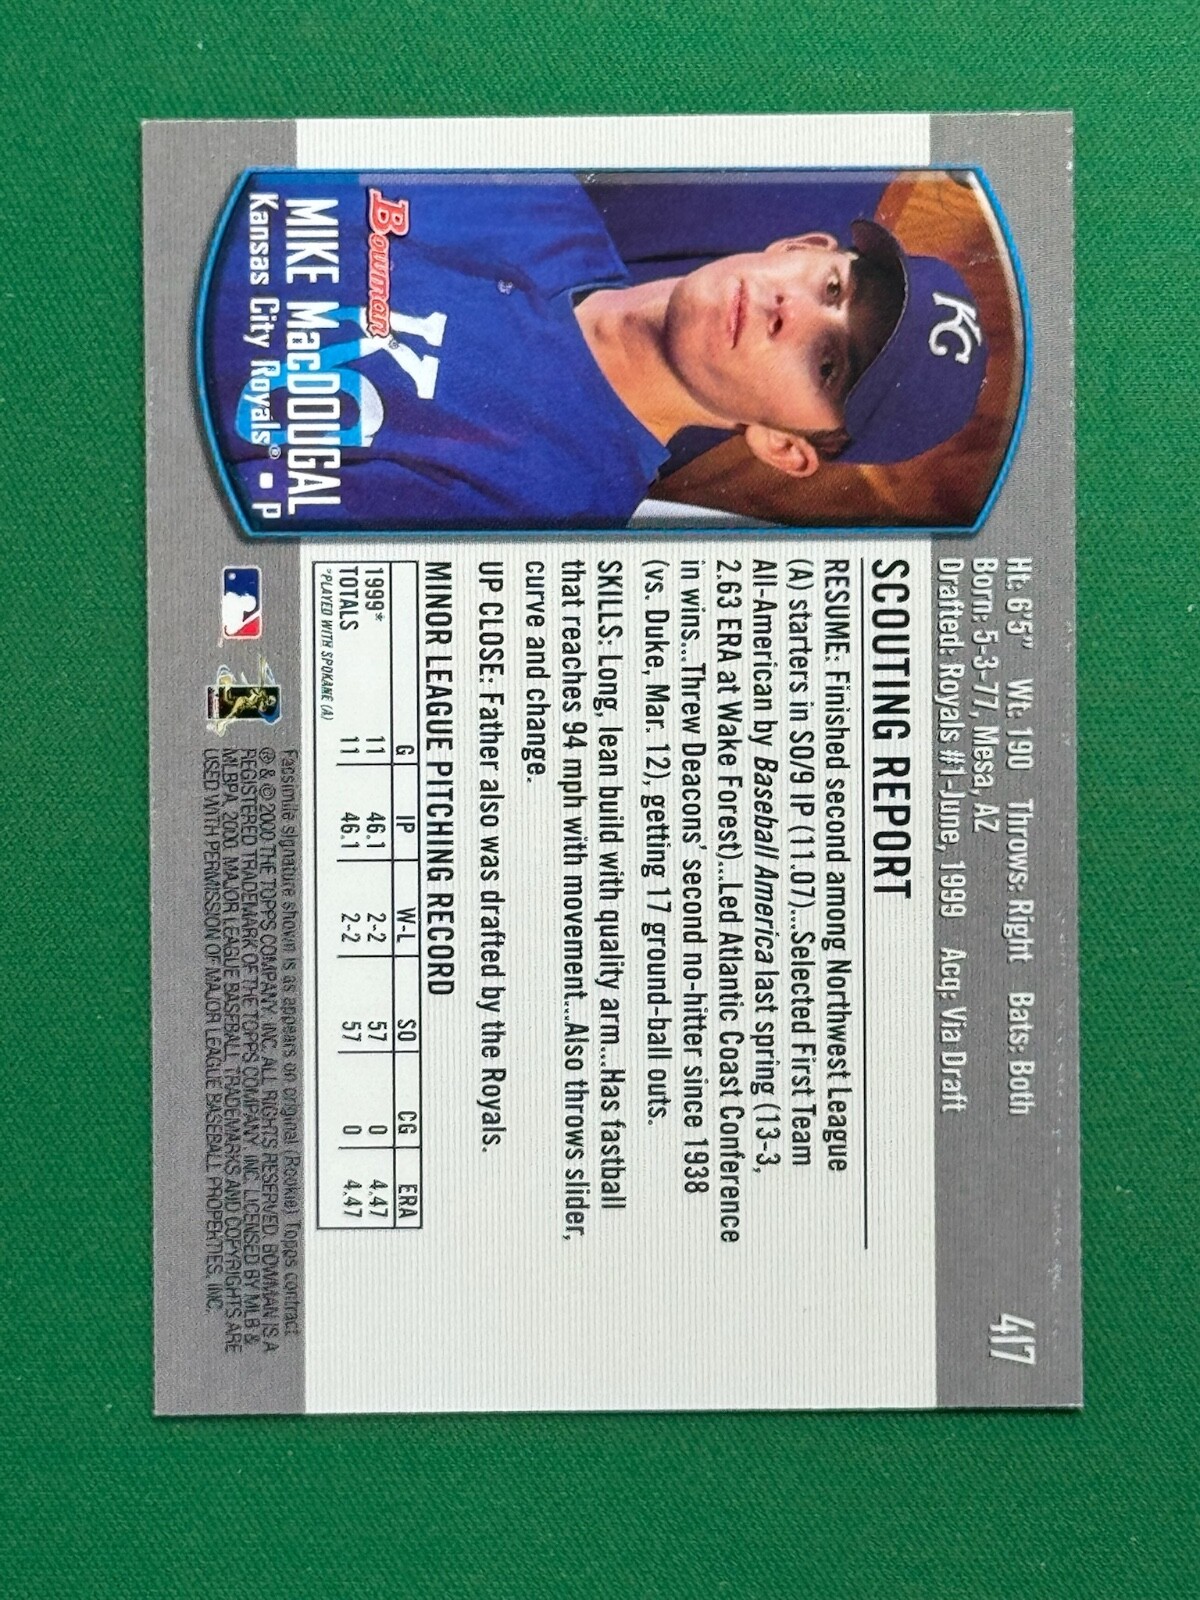 Ht: 6'5" Wt: 190 Throws: Right Bats: Both
Born: 5-3-77, Mesa, AZ
Drafted: Royals #1-June, 1999 Acq: Via Draft
417
KC
Bowman®
MIKE MacDOUGAL
Kansas City Royals® ▪ P
SCOUTING REPORT
RESUME: Finished second among Northwest League
(A) starters in SO/9 IP (11.07)...Selected First Team
All-American by Baseball America last spring (13-3,
2.63 ERA at Wake Forest)...Led Atlantic Coast Conference
in wins...Threw Deacons' second no-hitter since 1938
(vs. Duke, Mar. 12), getting 17 ground-ball outs.
SKILLS: Long, lean build with quality arm...Has fastball
that reaches 94 mph with movement...Also throws slider,
curve and change.
UP CLOSE: Father also was drafted by the Royals.
MINOR LEAGUE PITCHING RECORD
G IP W-L SO CG ERA
1999* 11 46.1 2-2 57 0 4.47
TOTALS 11 46.1 2-2 57 0 4.47
*PLAYED WITH SPOKANE (A)
Facsimile signature shown is as appears on original (Rookie) Topps contract
® & © 2000 THE TOPPS COMPANY, INC. ALL RIGHTS RESERVED. BOWMAN IS A
REGISTERED TRADEMARK OF THE TOPPS COMPANY, INC. LICENSED BY MLB &
MLBPA, 2000. MAJOR LEAGUE BASEBALL TRADEMARKS AND COPYRIGHTS ARE
USED WITH PERMISSION OF MAJOR LEAGUE BASEBALL PROPERTIES, INC.